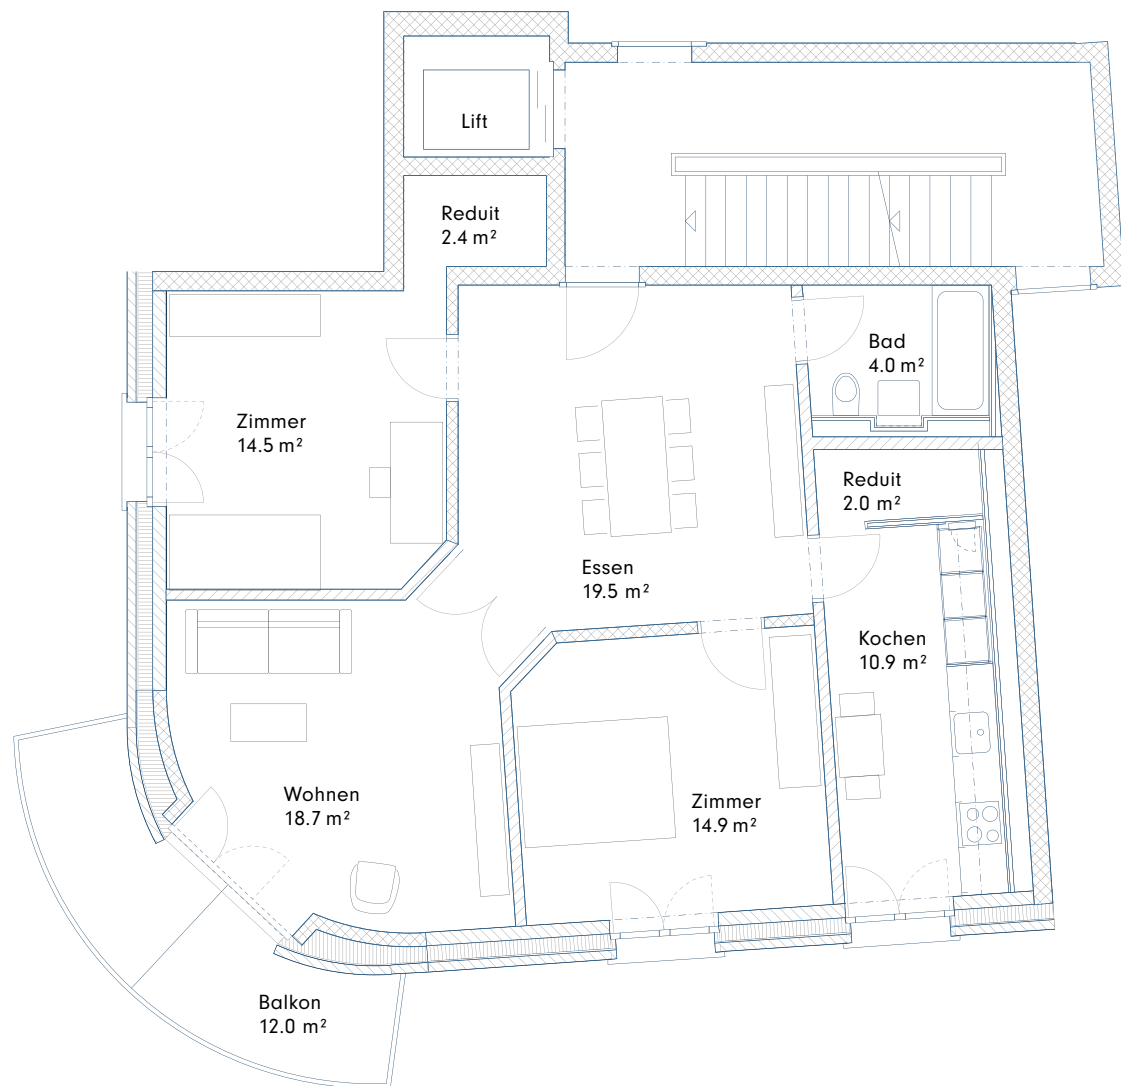 Lift
Reduit
2.4 m²
Bad
4.0 m²
Zimmer
14.5 m²
Reduit
2.0 m²
Essen
19.5 m²
Kochen
10.9 m²
Wohnen
18.7 m²
Zimmer
14.9 m²
Balkon
12.0 m²